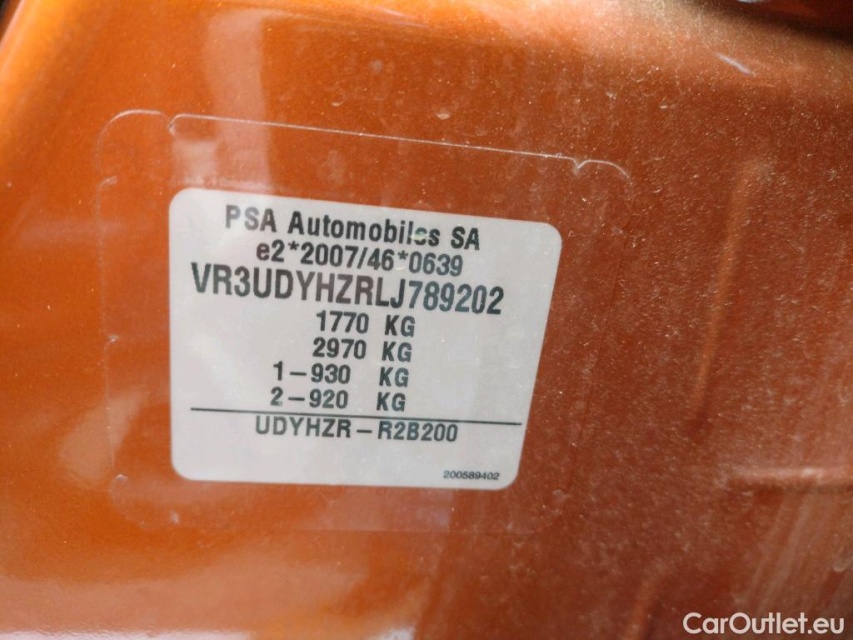 PSA Automobiles SA
e2*2007/46*0639
VR3UDYHZRLJ789202
1770 KG
2970 KG
1-930 KG
2-920 KG
UDYHZR-R2B200
200589402
CarOutlet.eu